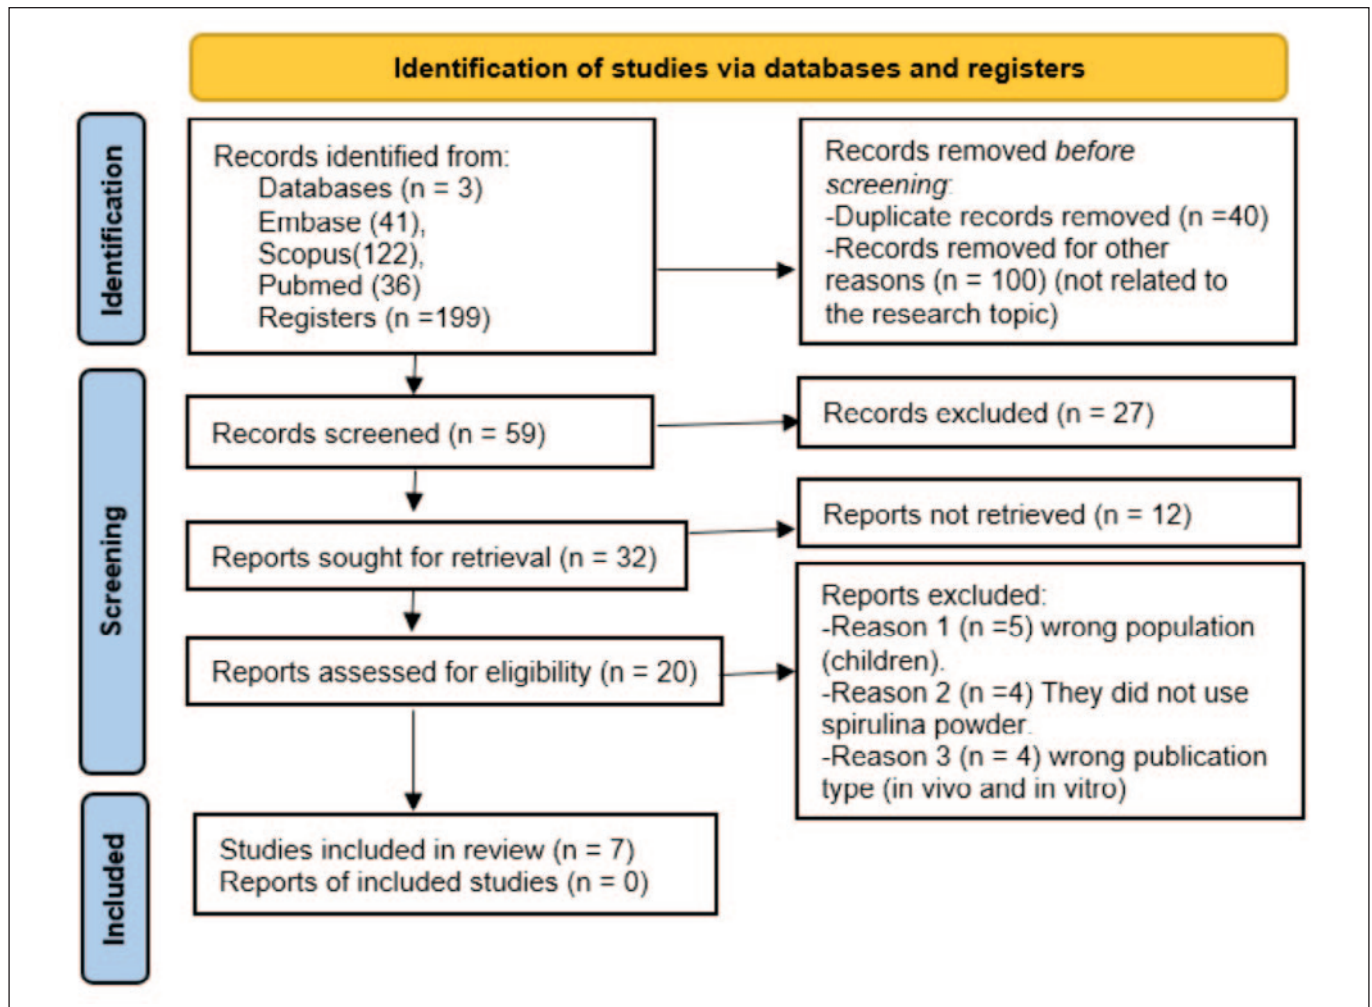 Identification of studies via databases and registers
Identification
Records identified from:
Databases (n = 3)
Embase (41),
Scopus(122),
Pubmed (36)
Registers (n =199)
Records removed before
screening:
-Duplicate records removed (n =40)
-Records removed for other
reasons (n = 100) (not related to
the research topic)
Screening
Records screened (n = 59)
Records excluded (n = 27)
Reports sought for retrieval (n = 32)
Reports not retrieved (n = 12)
Reports assessed for eligibility (n = 20)
Reports excluded:
-Reason 1 (n =5) wrong population
(children).
-Reason 2 (n =4) They did not use
spirulina powder.
-Reason 3 (n = 4) wrong publication
type (in vivo and in vitro)
Included
Studies included in review (n = 7)
Reports of included studies (n = 0)